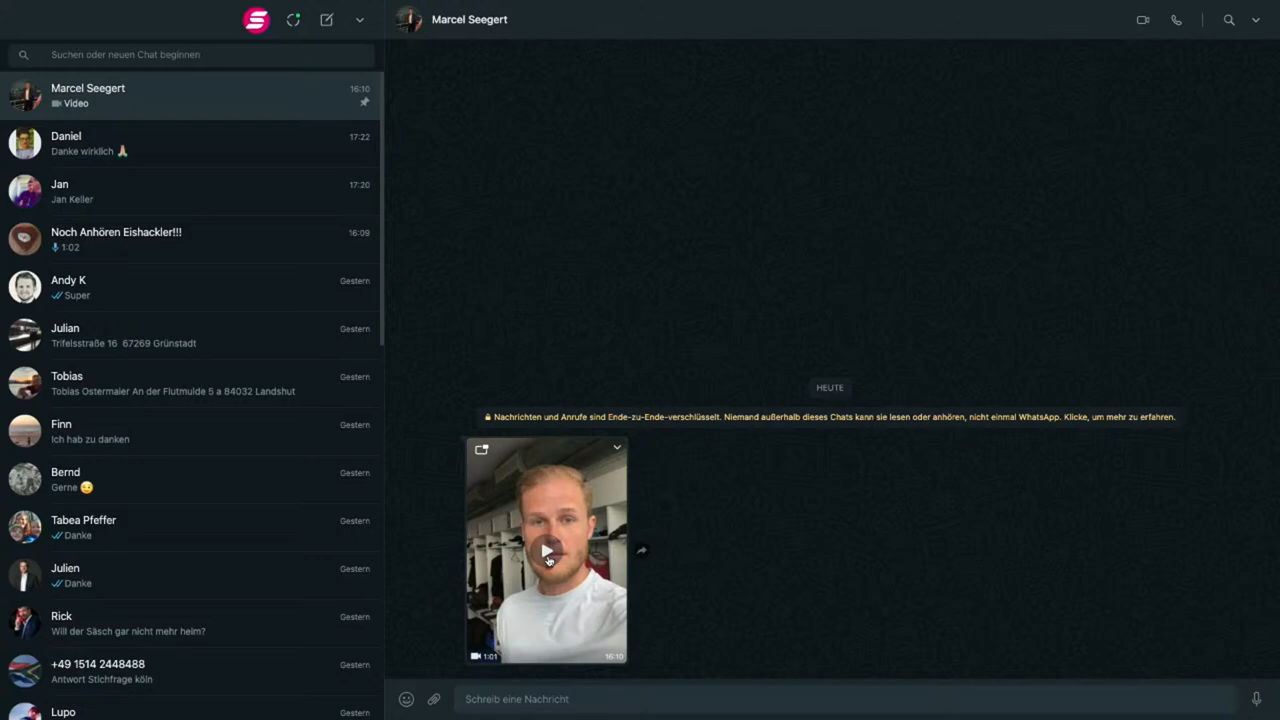 Marcel Seegert
Suchen oder neuen Chat beginnen
Marcel Seegert 16:10
Video
Daniel 17:22
Danke wirklich 🙏🏼
Jan 17:20
Jan Keller
Noch Anhören Eishackler!!! 16:09
1:02
Andy K Gestern
Super
Julian Gestern
Trifelsstraße 16 67269 Grünstadt
Tobias Gestern
Tobias Ostermaier An der Flutmulde 5 a 84032 Landshut
Finn Gestern
Ich hab zu danken
Bernd Gestern
Gerne 😉
Tabea Pfeffer Gestern
Danke
Julien Gestern
Danke
Rick Gestern
Will der Säsch gar nicht mehr heim?
+49 1514 2448488 Gestern
Antwort Stichfrage köln
Lupo Gestern
HEUTE
Nachrichten und Anrufe sind Ende-zu-Ende-verschlüsselt. Niemand außerhalb dieses Chats kann sie lesen oder anhören, nicht einmal WhatsApp. Klicke, um mehr zu erfahren.
1:01 16:10
Schreib eine Nachricht